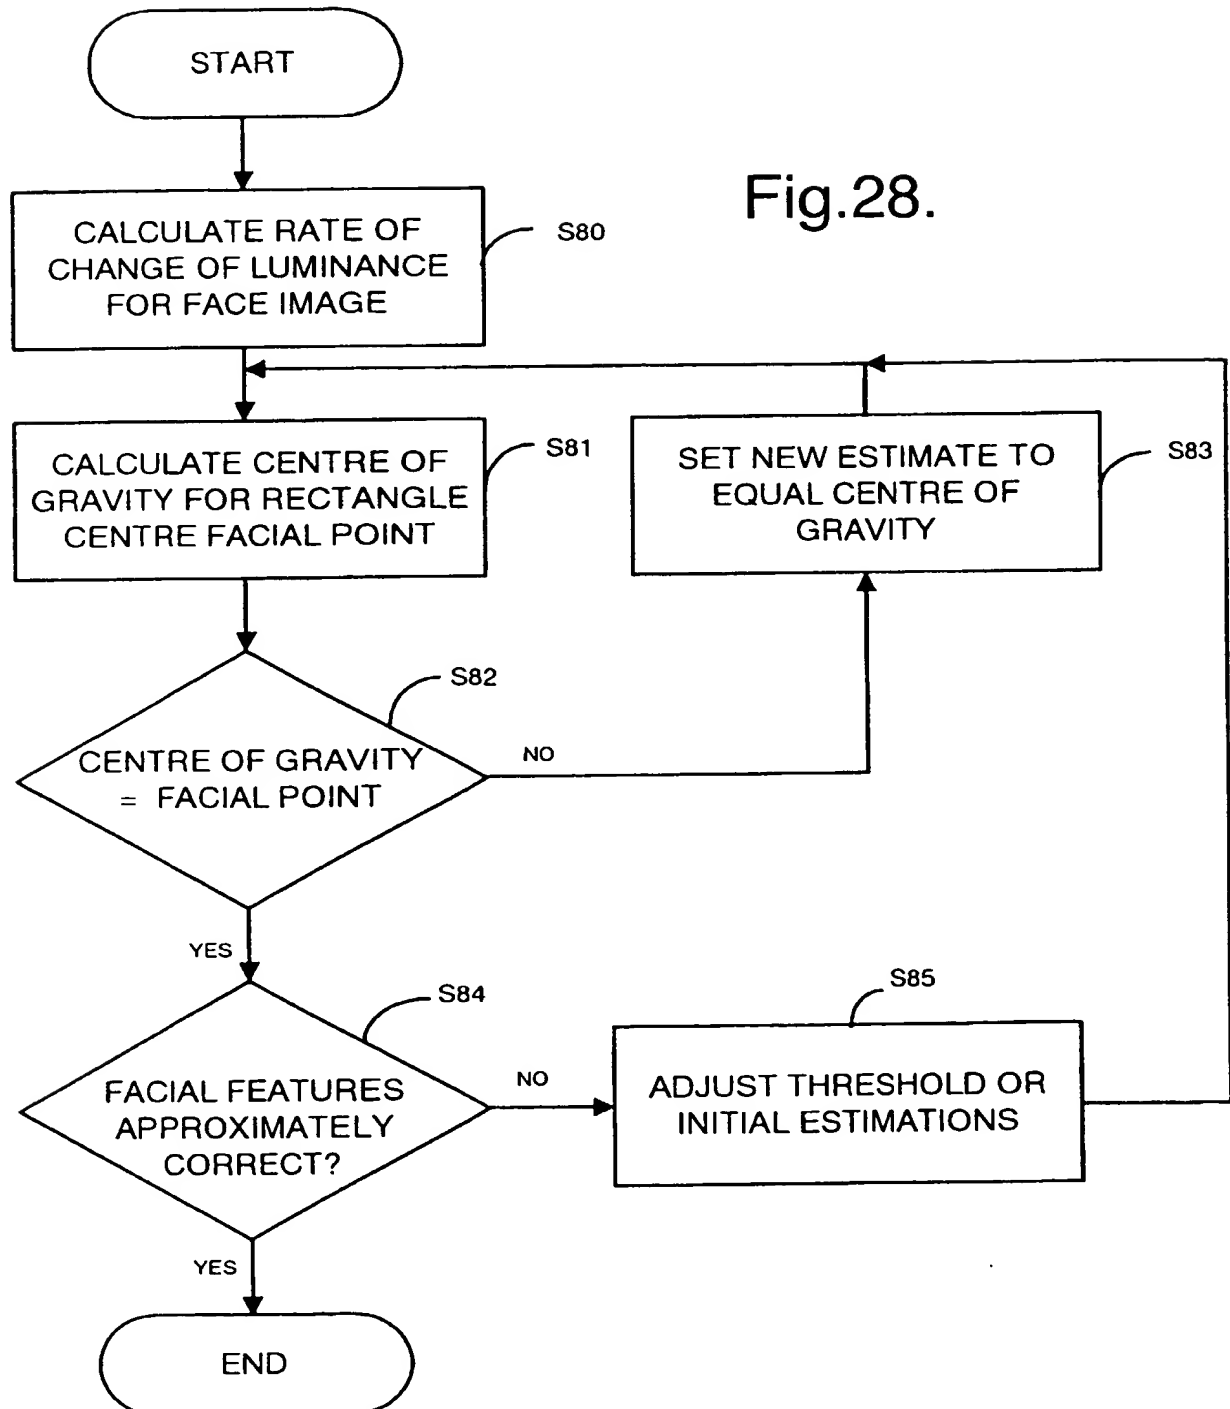 START
Fig.28.
CALCULATE RATE OF
CHANGE OF LUMINANCE
FOR FACE IMAGE
S80
CALCULATE CENTRE OF
GRAVITY FOR RECTANGLE
CENTRE FACIAL POINT
S81
SET NEW ESTIMATE TO
EQUAL CENTRE OF
GRAVITY
S83
S82
CENTRE OF GRAVITY
= FACIAL POINT
NO
YES
S84
FACIAL FEATURES
APPROXIMATELY
CORRECT?
NO
S85
ADJUST THRESHOLD OR
INITIAL ESTIMATIONS
YES
END